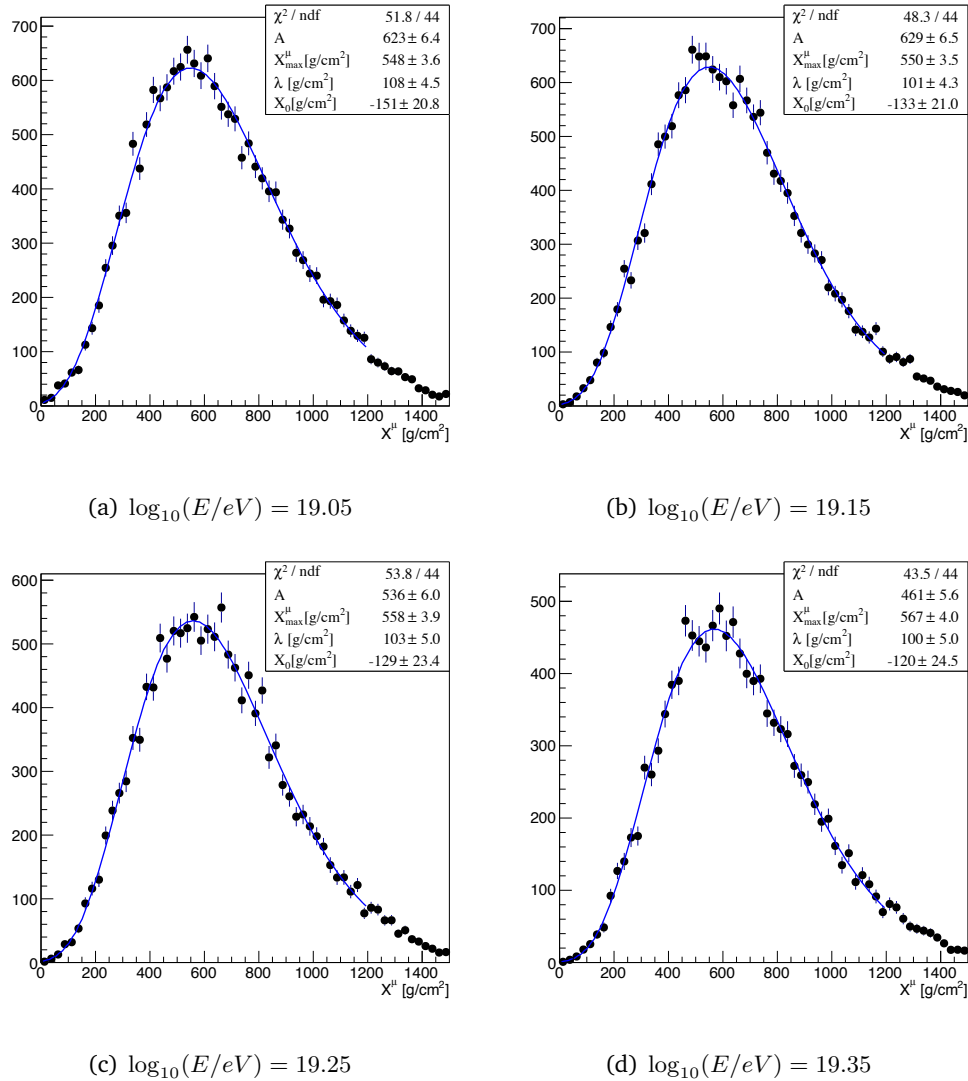 χ² / ndf 51.8 / 44
A 623 ± 6.4
X^μ_max [g/cm²] 548 ± 3.6
λ [g/cm²] 108 ± 4.5
X₀[g/cm²] -151 ± 20.8
700
600
500
400
300
200
100
0
0 200 400 600 800 1000 1200 1400
X^μ [g/cm²]
(a) log₁₀(E/eV) = 19.05
χ² / ndf 48.3 / 44
A 629 ± 6.5
X^μ_max [g/cm²] 550 ± 3.5
λ [g/cm²] 101 ± 4.3
X₀[g/cm²] -133 ± 21.0
700
600
500
400
300
200
100
0
0 200 400 600 800 1000 1200 1400
X^μ [g/cm²]
(b) log₁₀(E/eV) = 19.15
χ² / ndf 53.8 / 44
A 536 ± 6.0
X^μ_max [g/cm²] 558 ± 3.9
λ [g/cm²] 103 ± 5.0
X₀[g/cm²] -129 ± 23.4
600
500
400
300
200
100
0
0 200 400 600 800 1000 1200 1400
X^μ [g/cm²]
(c) log₁₀(E/eV) = 19.25
χ² / ndf 43.5 / 44
A 461 ± 5.6
X^μ_max [g/cm²] 567 ± 4.0
λ [g/cm²] 100 ± 5.0
X₀[g/cm²] -120 ± 24.5
500
400
300
200
100
0
0 200 400 600 800 1000 1200 1400
X^μ [g/cm²]
(d) log₁₀(E/eV) = 19.35